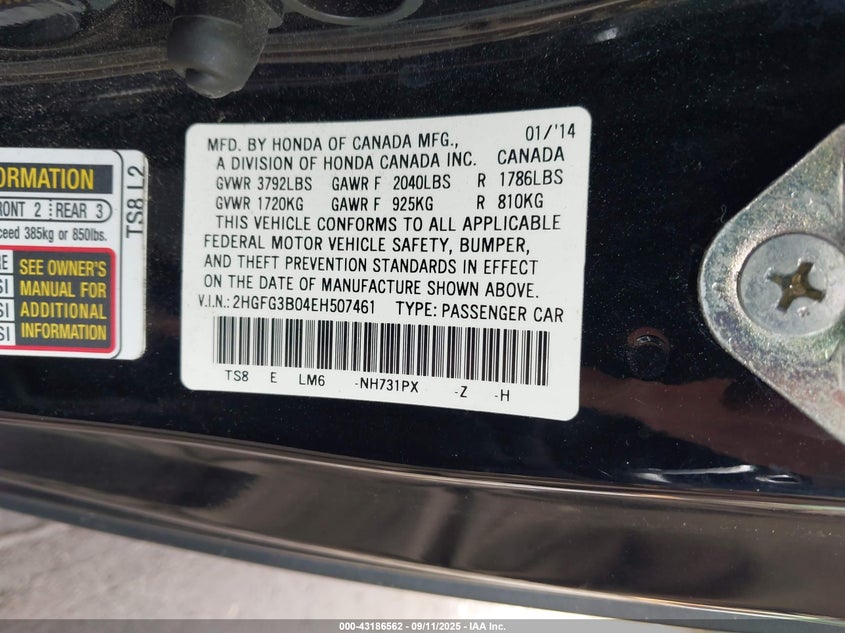 MFD. BY HONDA OF CANADA MFG., 01/'14
A DIVISION OF HONDA CANADA INC. CANADA
GVWR 3792LBS GAWR F 2040LBS R 1786LBS
GVWR 1720KG GAWR F 925KG R 810KG
THIS VEHICLE CONFORMS TO ALL APPLICABLE
FEDERAL MOTOR VEHICLE SAFETY, BUMPER,
AND THEFT PREVENTION STANDARDS IN EFFECT
ON THE DATE OF MANUFACTURE SHOWN ABOVE.
V.I.N.: 2HGFG3B04EH507461 TYPE: PASSENGER CAR
TS8 E LM6 -NH731PX -Z -H
ORMATION
RONT 2 REAR 3
ceed 385kg or 850lbs.
RE
SI
SI
SI
SEE OWNER'S
MANUAL FOR
ADDITIONAL
INFORMATION
TS8 L2
000-43186562 - 09/11/2025 - IAA Inc.